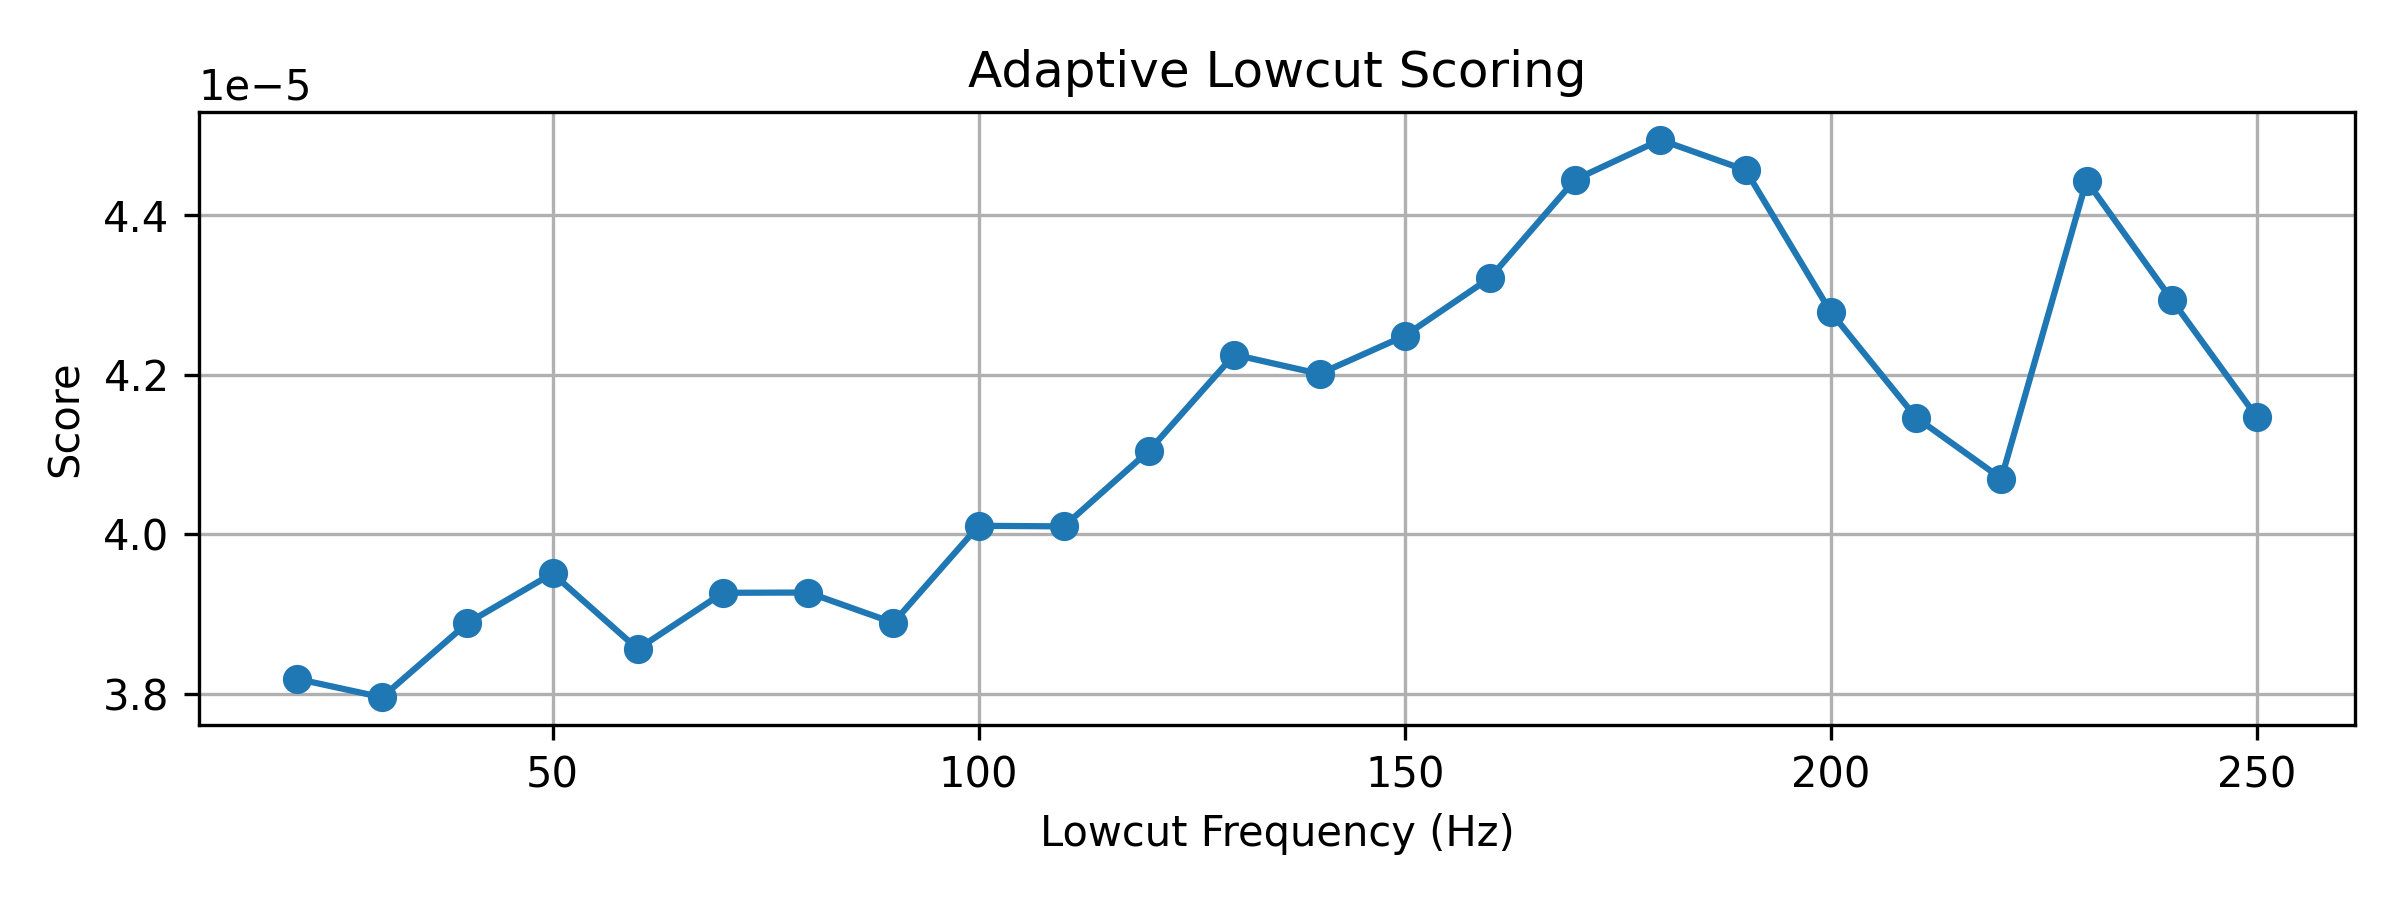 Adaptive Lowcut Scoring
1e−5
4.4
4.2
4.0
3.8
Score
50 100 150 200 250
Lowcut Frequency (Hz)